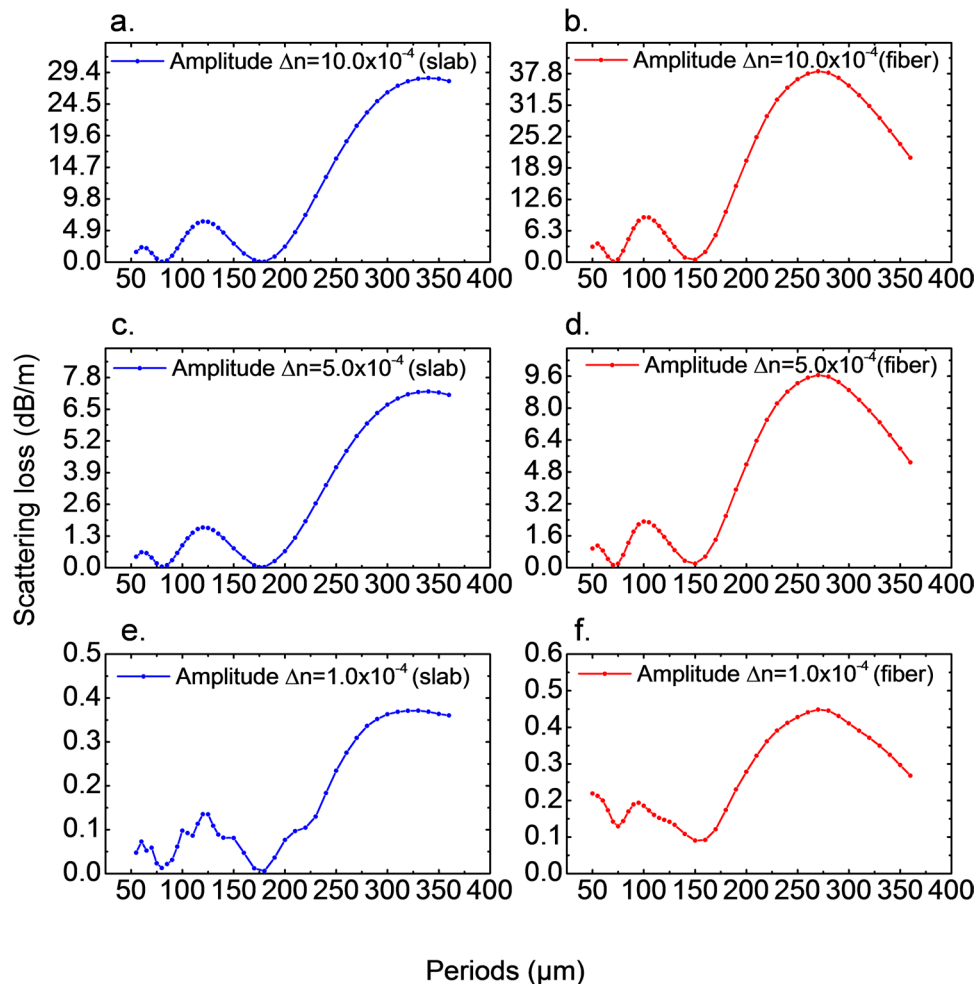 a.
Amplitude Δn=10.0x10⁻⁴ (slab)
29.4
24.5
19.6
14.7
9.8
4.9
0.0
50 100 150 200 250 300 350 400
b.
Amplitude Δn=10.0x10⁻⁴(fiber)
37.8
31.5
25.2
18.9
12.6
6.3
0.0
50 100 150 200 250 300 350 400
c.
Amplitude Δn=5.0x10⁻⁴ (slab)
7.8
6.5
5.2
3.9
2.6
1.3
0.0
50 100 150 200 250 300 350 400
d.
Amplitude Δn=5.0x10⁻⁴(fiber)
9.6
8.0
6.4
4.8
3.2
1.6
0.0
50 100 150 200 250 300 350 400
Scattering loss (dB/m)
e.
Amplitude Δn=1.0x10⁻⁴ (slab)
0.5
0.4
0.3
0.2
0.1
0.0
50 100 150 200 250 300 350 400
f.
Amplitude Δn=1.0x10⁻⁴ (fiber)
0.6
0.5
0.4
0.3
0.2
0.1
0.0
50 100 150 200 250 300 350 400
Periods (µm)